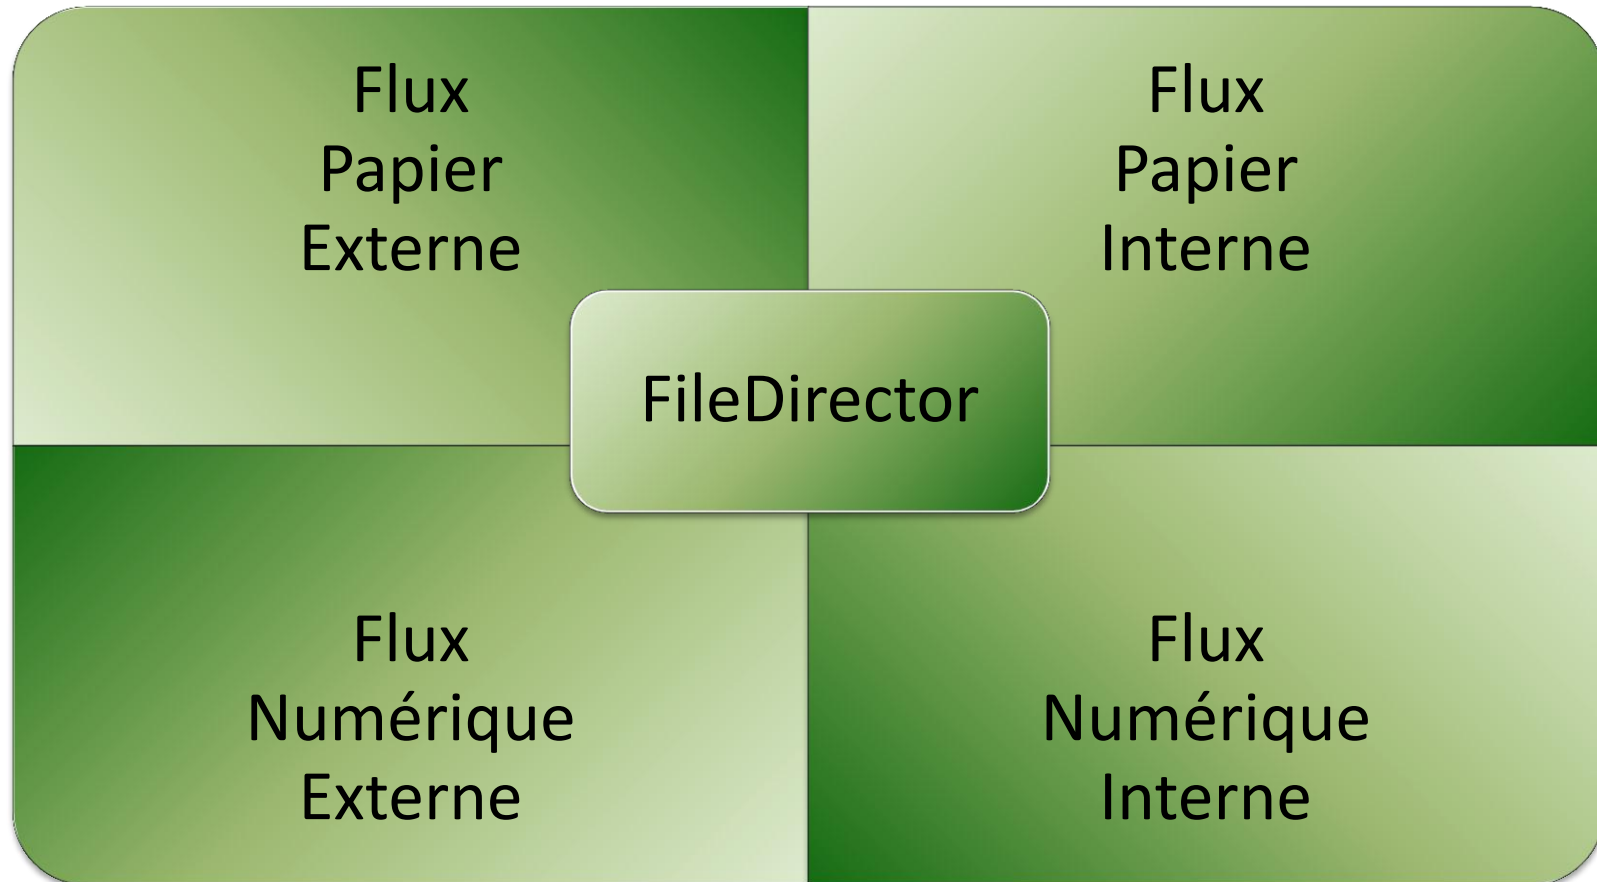 Flux
Papier
Externe
Flux
Papier
Interne
FileDirector
Flux
Numérique
Externe
Flux
Numérique
Interne